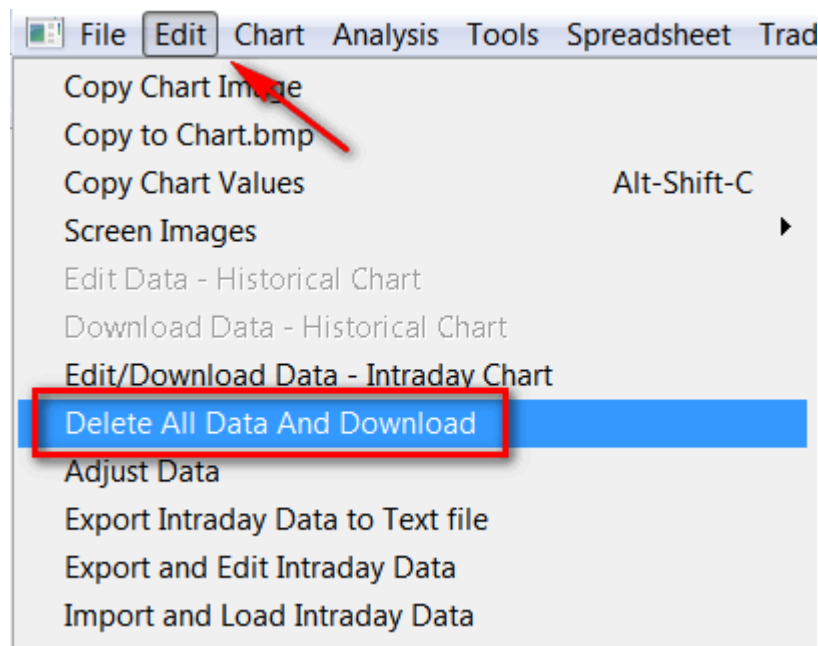 File Edit Chart Analysis Tools Spreadsheet Trad
Copy Chart Image
Copy to Chart.bmp
Copy Chart Values Alt-Shift-C
Screen Images
Edit Data - Historical Chart
Download Data - Historical Chart
Edit/Download Data - Intraday Chart
Delete All Data And Download
Adjust Data
Export Intraday Data to Text file
Export and Edit Intraday Data
Import and Load Intraday Data